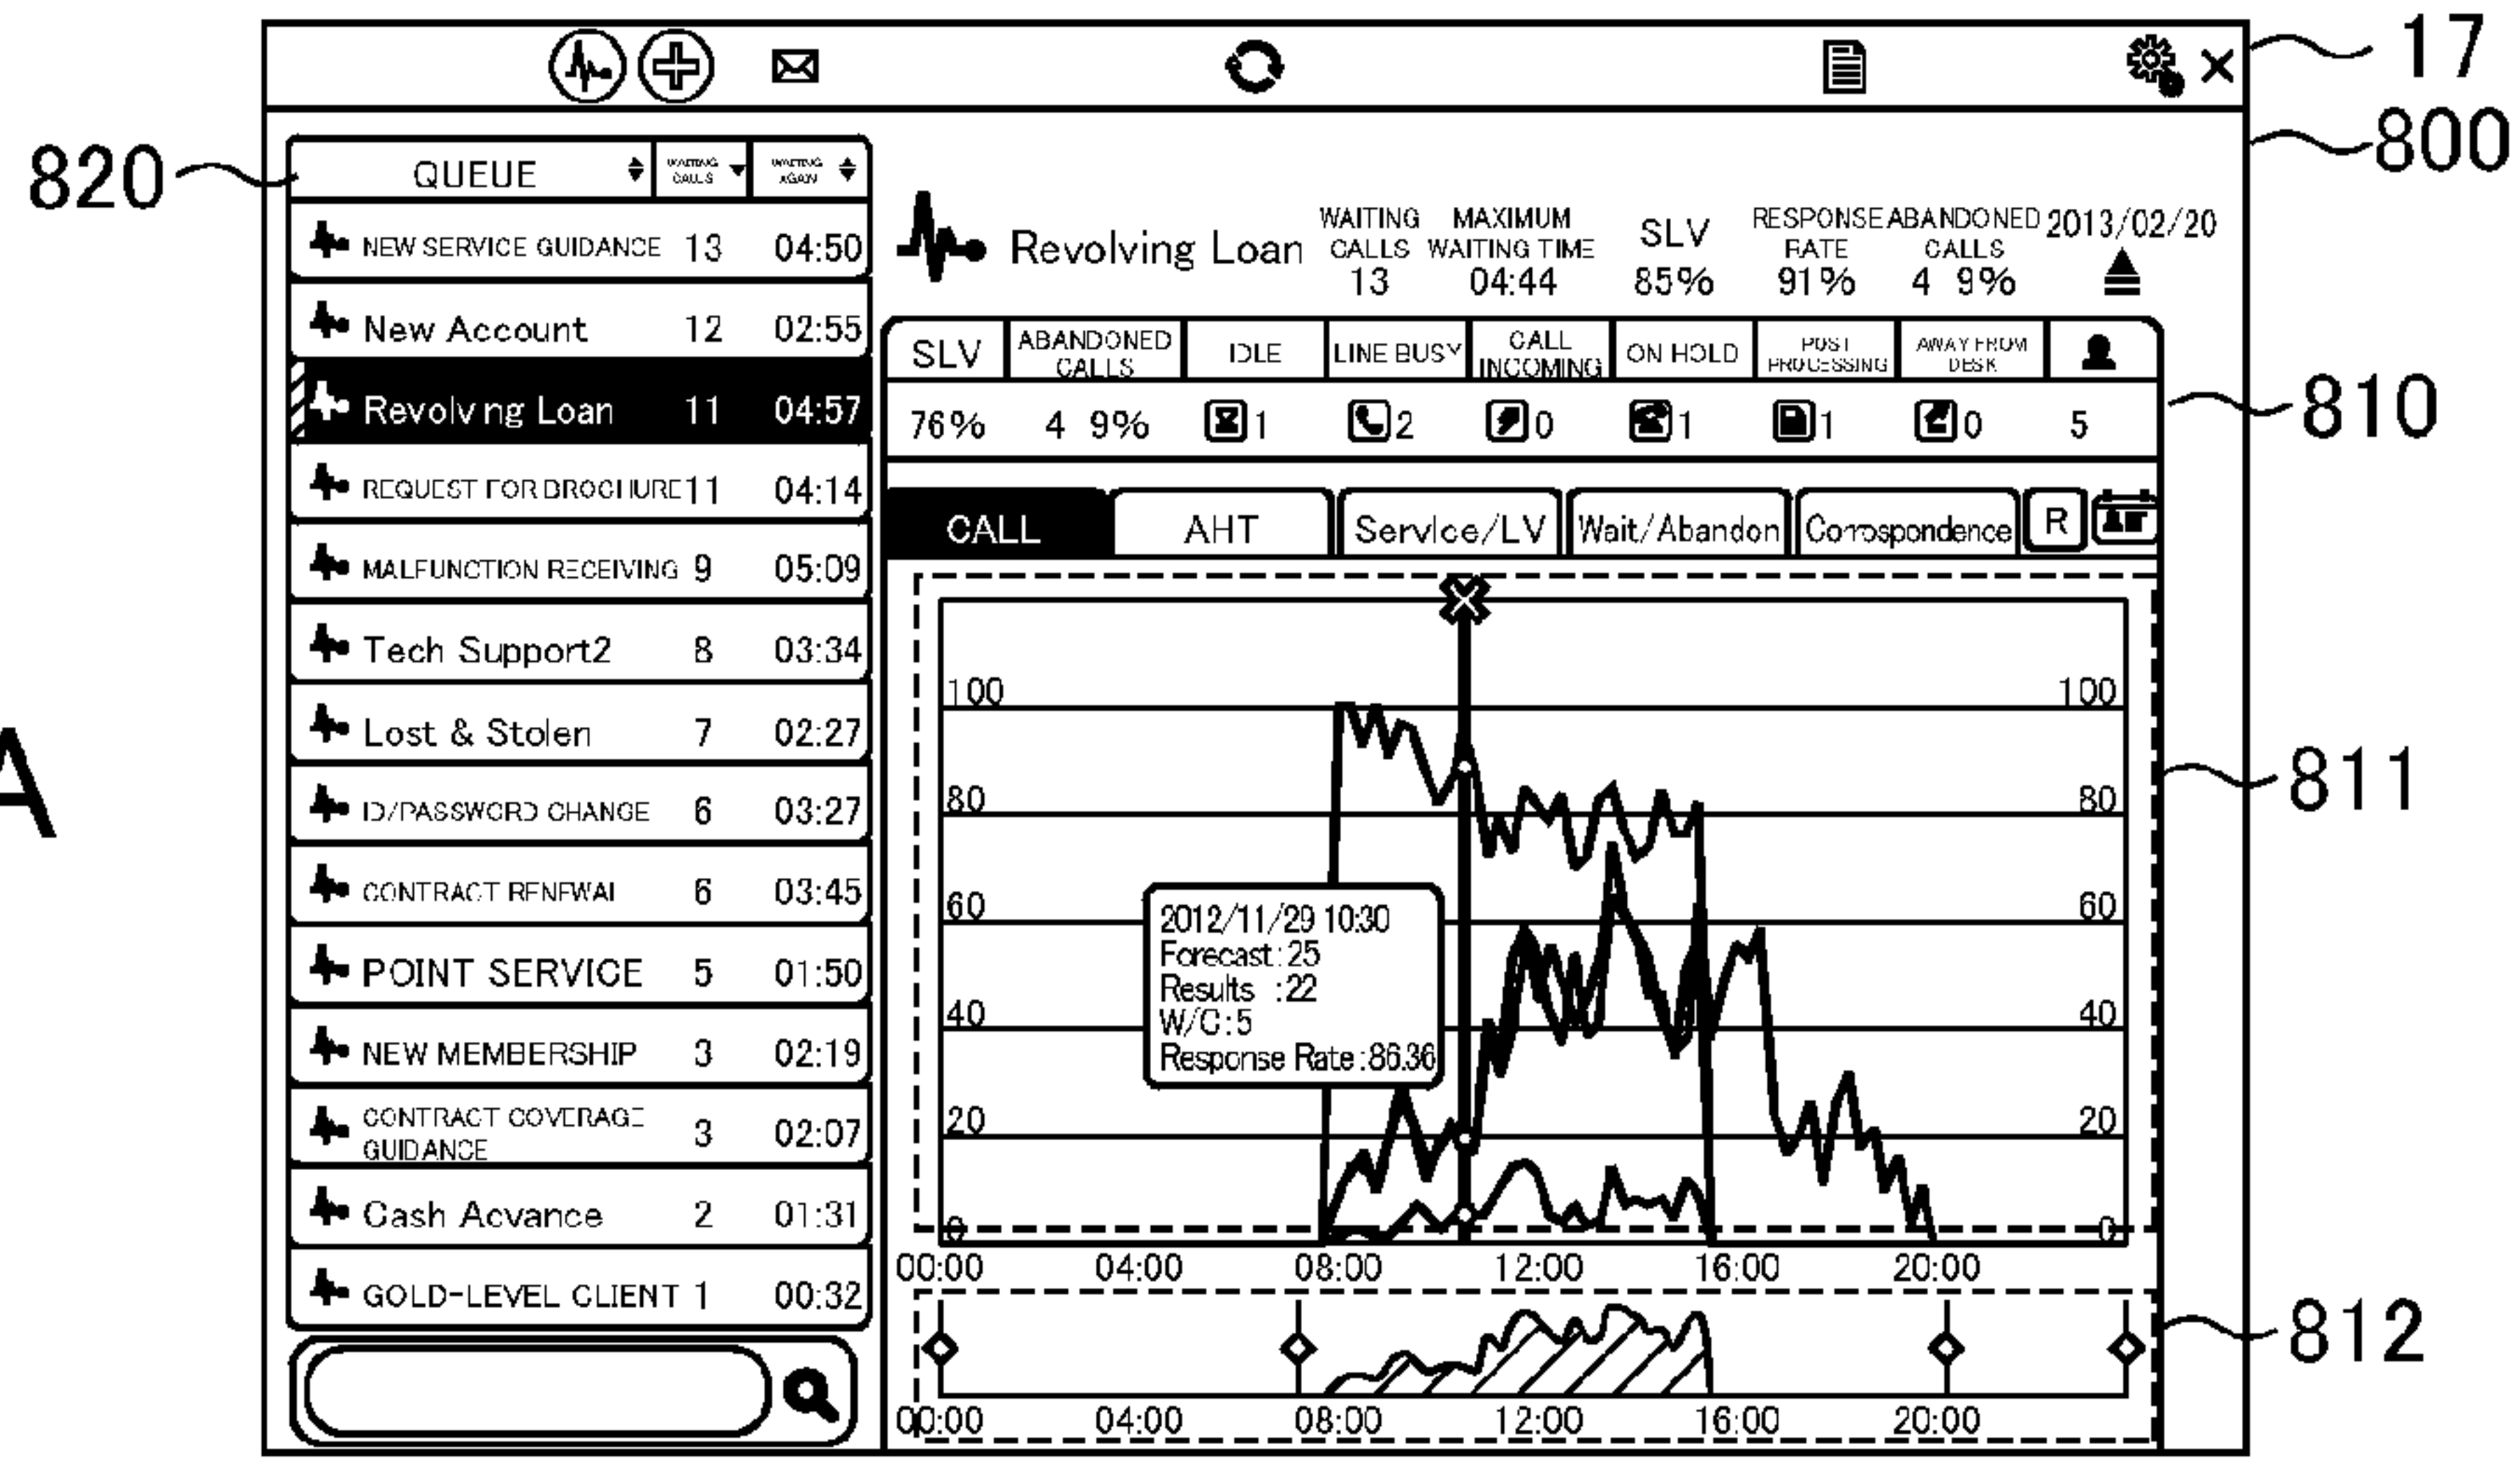 17
800
820
QUEUE
WAITING CALLS
WAITING AGAIN
NEW SERVICE GUIDANCE 13 04:50
New Account 12 02:55
Revolving Loan 11 04:57
REQUEST FOR BROCHURE 11 04:14
MALFUNCTION RECEIVING 9 05:09
Tech Support2 8 03:34
Lost & Stolen 7 02:27
ID/PASSWORD CHANGE 6 03:27
CONTRACT RENEWAL 6 03:45
POINT SERVICE 5 01:50
NEW MEMBERSHIP 3 02:19
CONTRACT COVERAGE
GUIDANCE 3 02:07
Cash Acvance 2 01:31
GOLD-LEVEL CLIENT 1 00:32
Revolving Loan
WAITING CALLS 13
MAXIMUM WAITING TIME 04:44
SLV 85%
RESPONSE RATE 91%
ABANDONED CALLS 4 9%
2013/02/20
SLV
ABANDONED CALLS
IDLE
LINE BUSY
CALL INCOMING
ON HOLD
POST PROCESSING
AWAY FROM DESK
76% 4 9% 1 2 0 1 1 0 5
810
CALL AHT Service/LV Wait/Abandon Correspondence R
100 100
80 80
60 60
40 40
20 20
0 0
2012/11/29 10:30
Forecast:25
Results :22
W/C:5
Response Rate:86.36
811
00:00 04:00 08:00 12:00 16:00 20:00
812
00:00 04:00 08:00 12:00 16:00 20:00
A